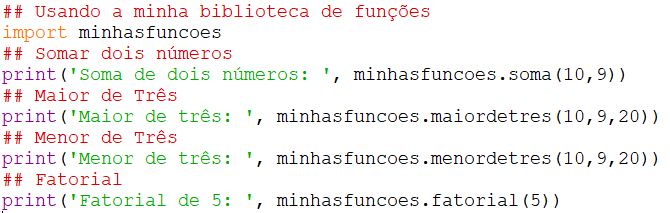 ## Usando a minha biblioteca de funções
import minhasfuncoes
## Somar dois números
print('Soma de dois números: ', minhasfuncoes.soma(10,9))
## Maior de Três
print('Maior de três: ', minhasfuncoes.maiordetres(10,9,20))
## Menor de Três
print('Menor de três: ', minhasfuncoes.menordetres(10,9,20))
## Fatorial
print('Fatorial de 5: ', minhasfuncoes.fatorial(5))